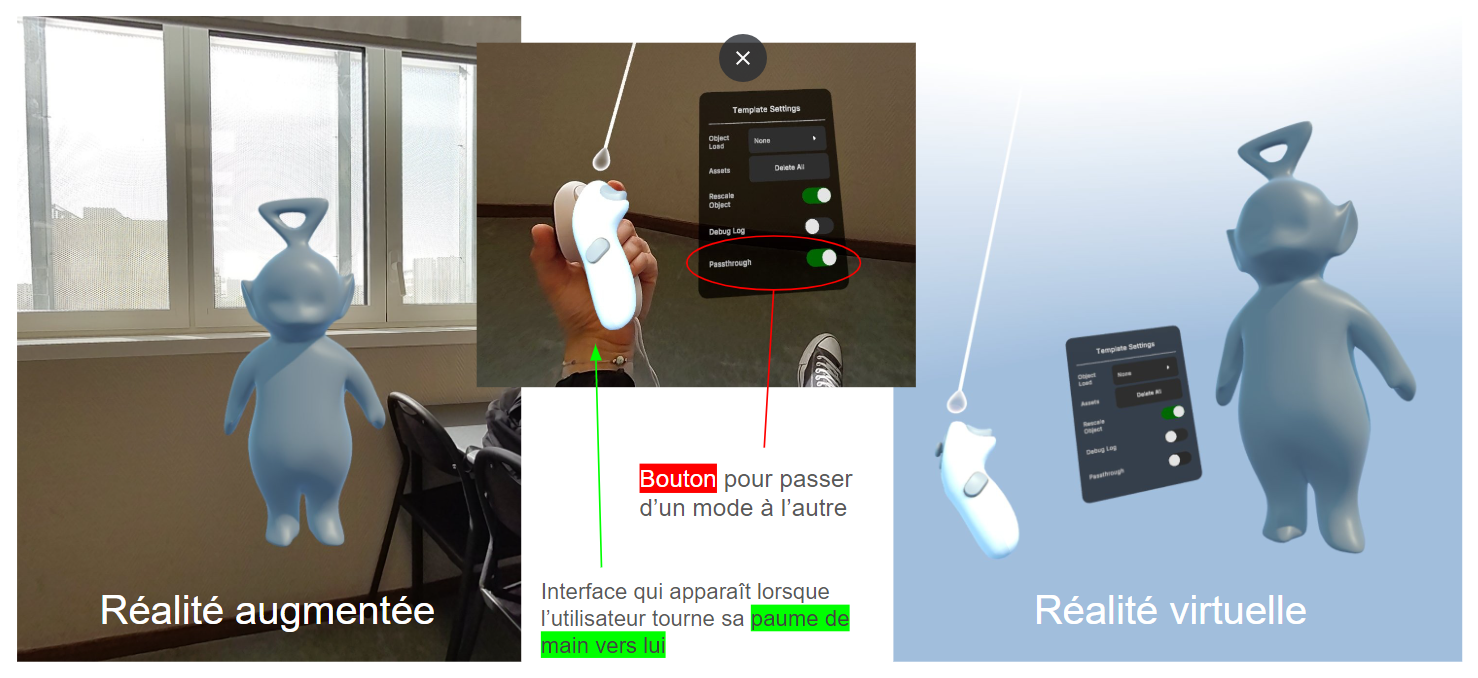 Template Settings
Object
Load
None
Assets
Delete All
Rescale
Object
Debug Log
Passthrough
Bouton pour passer
d’un mode à l’autre
Interface qui apparaît lorsque
l’utilisateur tourne sa paume de
main vers lui
Réalité augmentée
Template Settings
Object
Load
None
Assets
Delete All
Rescale
Object
Debug Log
Passthrough
Réalité virtuelle